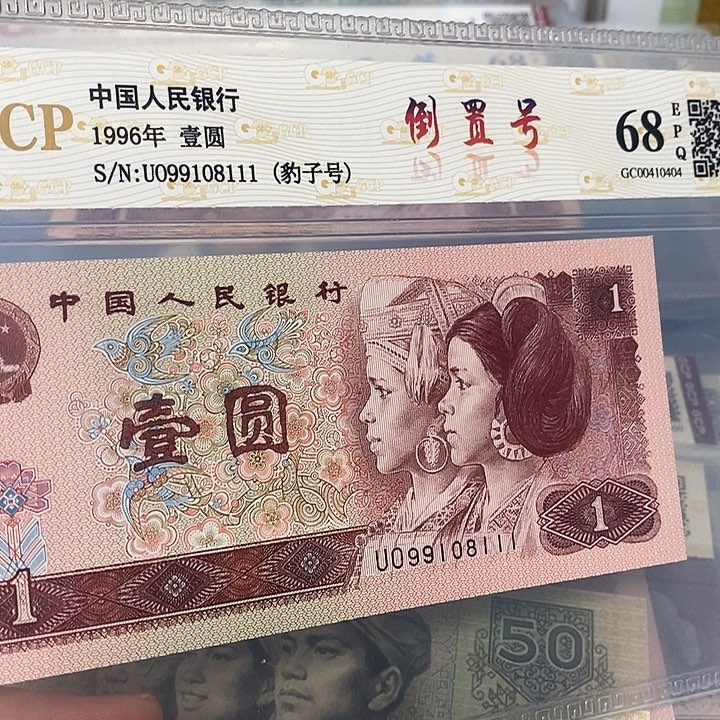 CP
中国人民银行
1996年 壹圆
S/N:U099108111 (豹子号)
倒置号
68
EPQ
GC00410404
中国人民银行
1
壹圆
1
U099108111
1
50